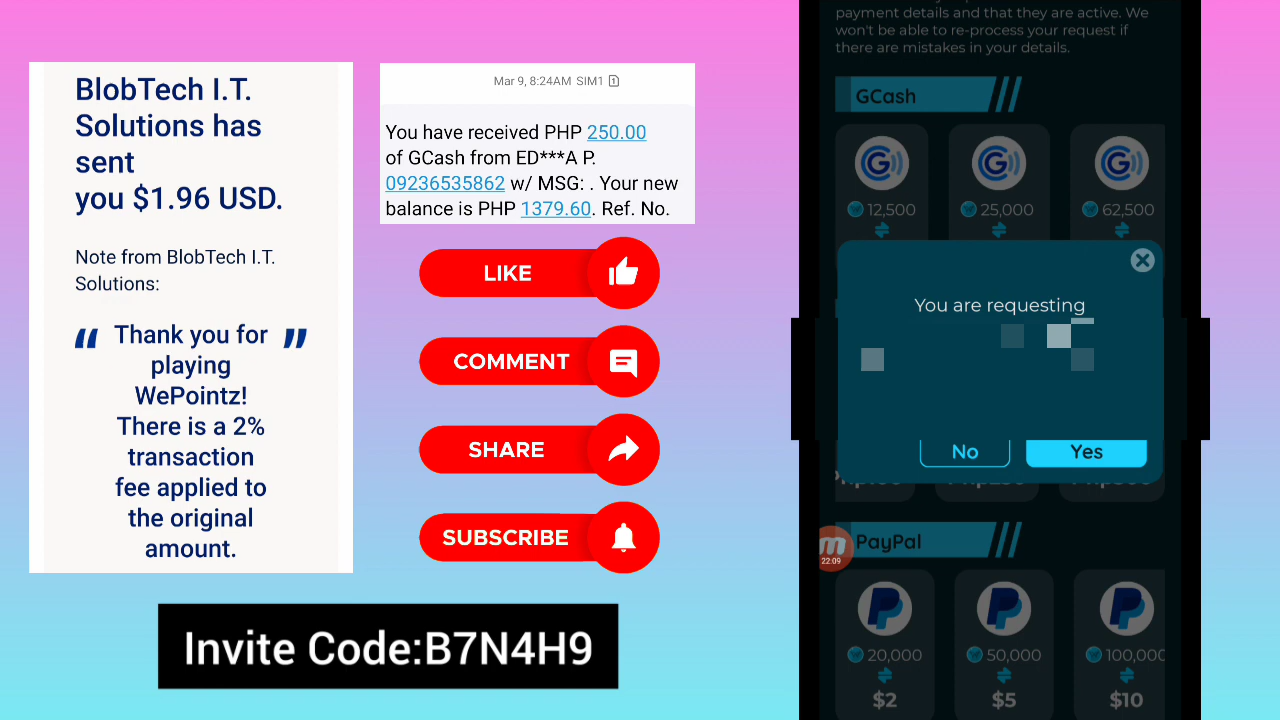 BlobTech I.T.
Solutions has
sent
you $1.96 USD.
Note from BlobTech I.T.
Solutions:
“ Thank you for ”
playing
WePointz!
There is a 2%
transaction
fee applied to
the original
amount.
Mar 9, 8:24AM SIM1 1
You have received PHP 250.00
of GCash from ED***A P.
09236535862 w/ MSG: . Your new
balance is PHP 1379.60. Ref. No.
LIKE
COMMENT
SHARE
SUBSCRIBE
Invite Code:B7N4H9
payment details and that they are active. We
won't be able to re-process your request if
there are mistakes in your details.
GCash
12,500 25,000 62,500
You are requesting
No Yes
22:09
PayPal
20,000 50,000 100,000
$2 $5 $10